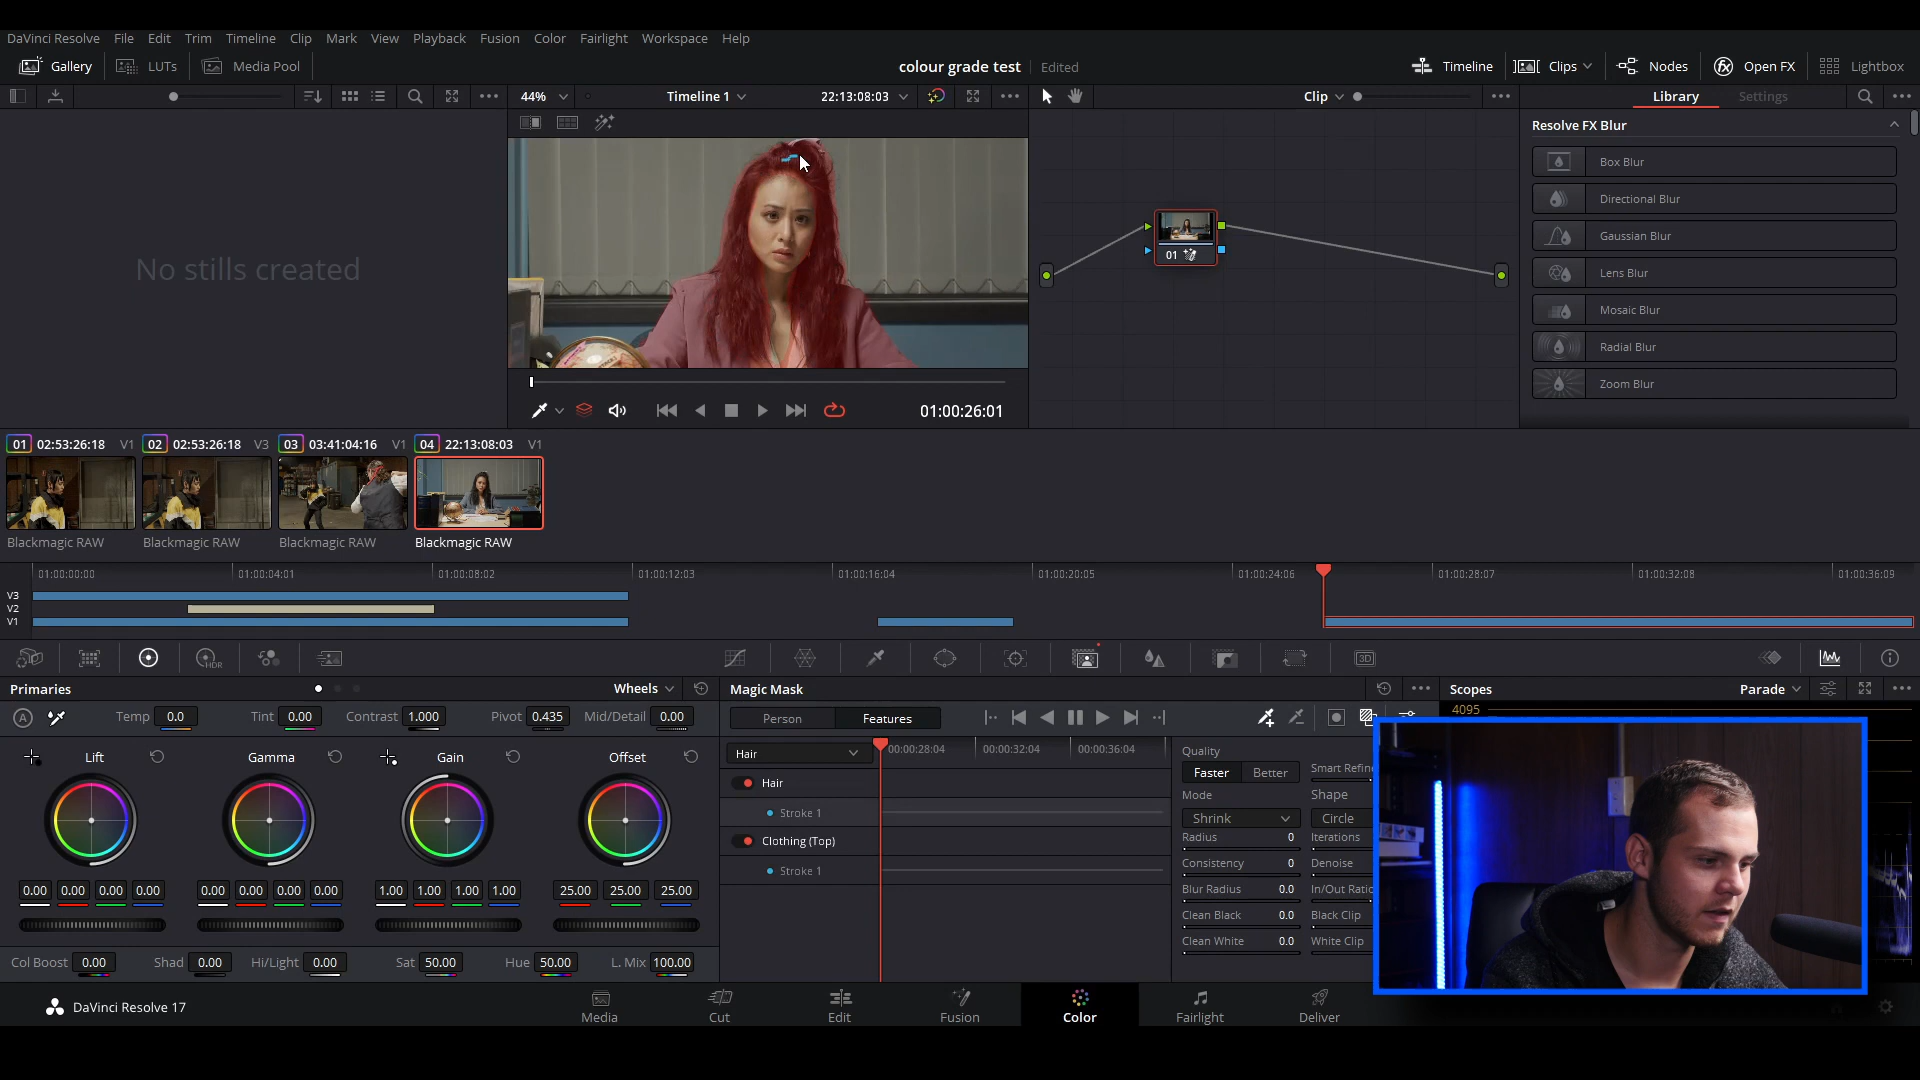 DaVinci Resolve File Edit Trim Timeline Clip Mark View Playback Fusion Color Fairlight Workspace Help
Gallery LUTs Media Pool colour grade test Edited Timeline Clips Nodes Open FX Lightbox
44% Timeline 1 22:13:08:03 Clip Library Settings
Resolve FX Blur
Box Blur
Directional Blur
Gaussian Blur
Lens Blur
Mosaic Blur
Radial Blur
Zoom Blur
No stills created
01
01:00:26:01
01 02:53:26:18 V1 02 02:53:26:18 V3 03 03:41:04:16 V1 04 22:13:08:03 V1
Blackmagic RAW Blackmagic RAW Blackmagic RAW Blackmagic RAW
01:00:00:00 01:00:04:01 01:00:08:02 01:00:12:03 01:00:16:04 01:00:20:05 01:00:24:06 01:00:28:07 01:00:32:08 01:00:36:09
V3
V2
V1
HDR 3D
Primaries Wheels Magic Mask Scopes Parade
A Temp 0.0 Tint 0.00 Contrast 1.000 Pivot 0.435 Mid/Detail 0.00 Person Features 4095
Lift Gamma Gain Offset
0.00 0.00 0.00 0.00 0.00 0.00 0.00 0.00 1.00 1.00 1.00 1.00 25.00 25.00 25.00
Col Boost 0.00 Shad 0.00 Hi/Light 0.00 Sat 50.00 Hue 50.00 L. Mix 100.00
Hair 00:00:28:04 00:00:32:04 00:00:36:04
Hair
Stroke 1
Clothing (Top)
Stroke 1
Quality
Faster Better Smart Refine
Mode Shape
Shrink Circle
Radius 0 Iterations
Consistency 0 Denoise
Blur Radius 0.0 In/Out Ratio
Clean Black 0.0 Black Clip
Clean White 0.0 White Clip
DaVinci Resolve 17 Media Cut Edit Fusion Color Fairlight Deliver